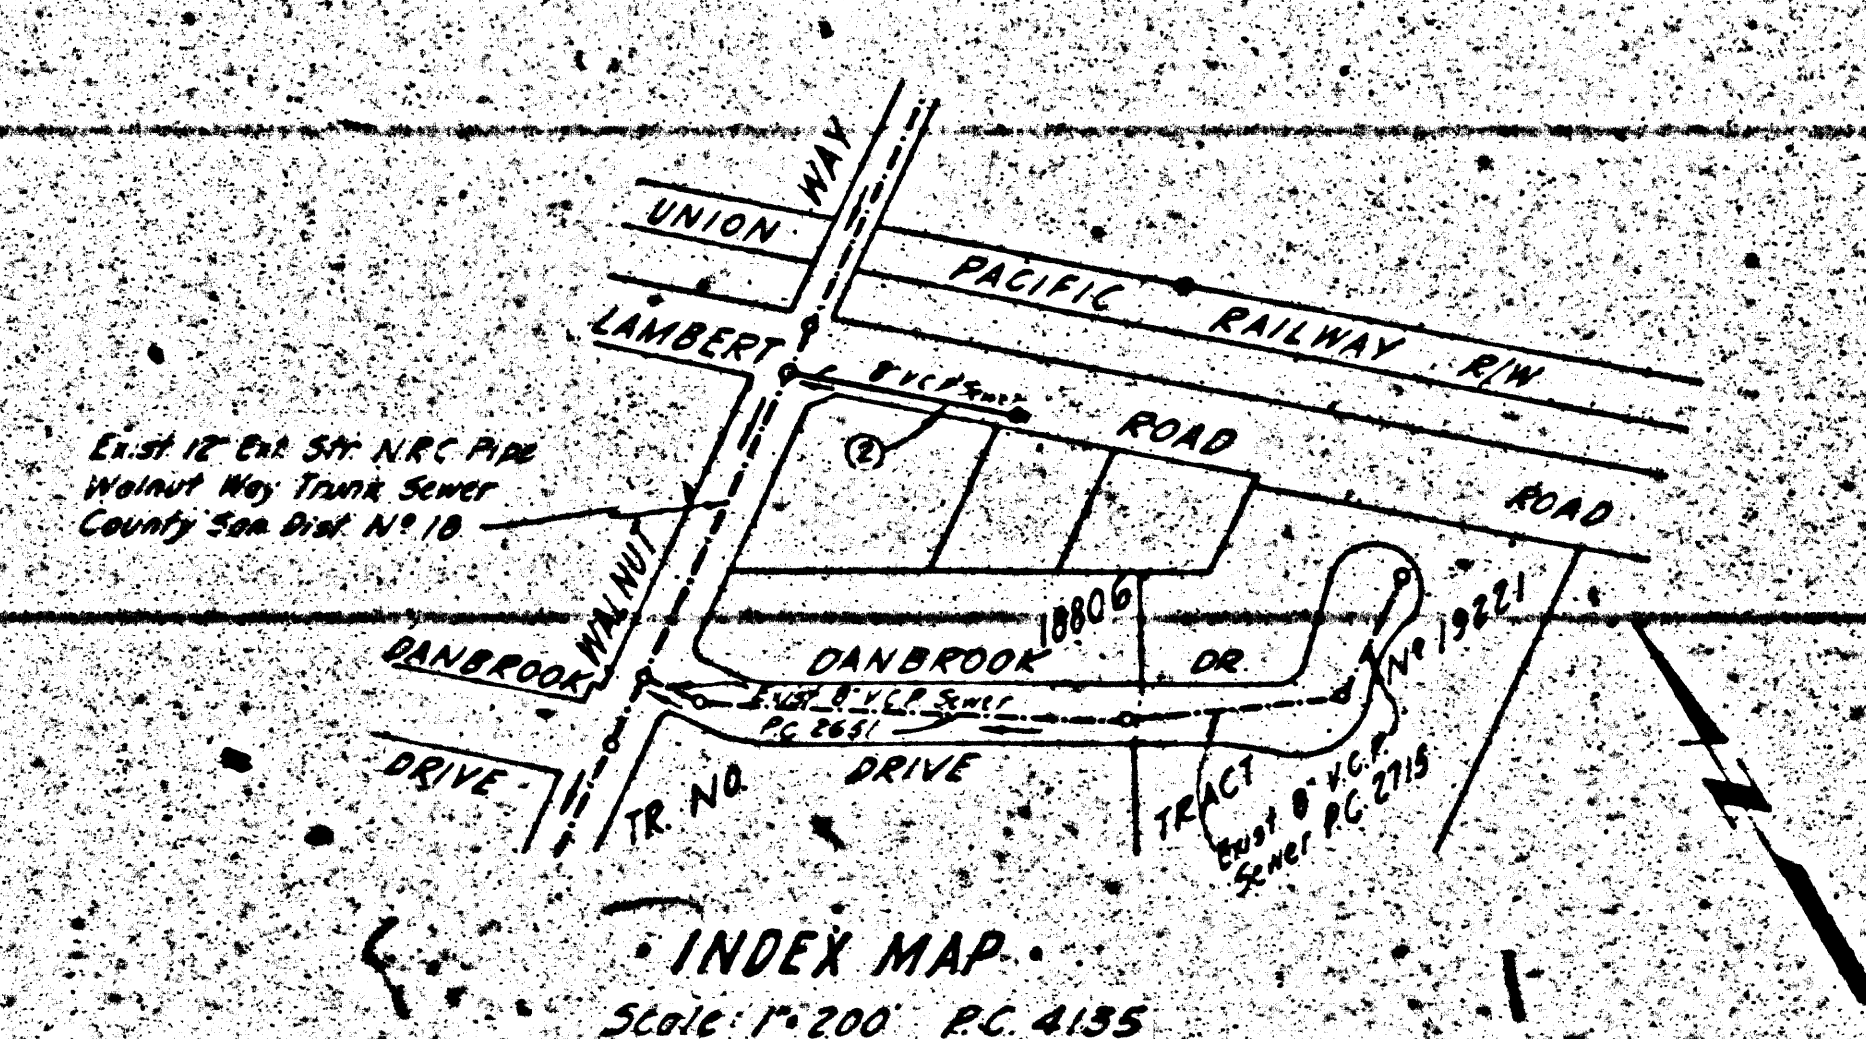 WAY
UNION
PACIFIC RAILWAY R/W
LAMBERT
8" V.C.P. Sewer
ROAD
2
ROAD
Exist. 12" Ext. Str. N.R.C. Pipe
Walnut Way Trunk Sewer
County San. Dist. Nº 18
WALNUT
DANBROOK
DRIVE
DANBROOK DR.
Exist. 8" V.C.P. Sewer
P.C. 2651
DRIVE
TR. NO. 18806
TRACT Nº 19221
Exist. 8" V.C.P.
Sewer P.C. 2715
INDEX MAP
Scale: 1"=200' P.C. 4135